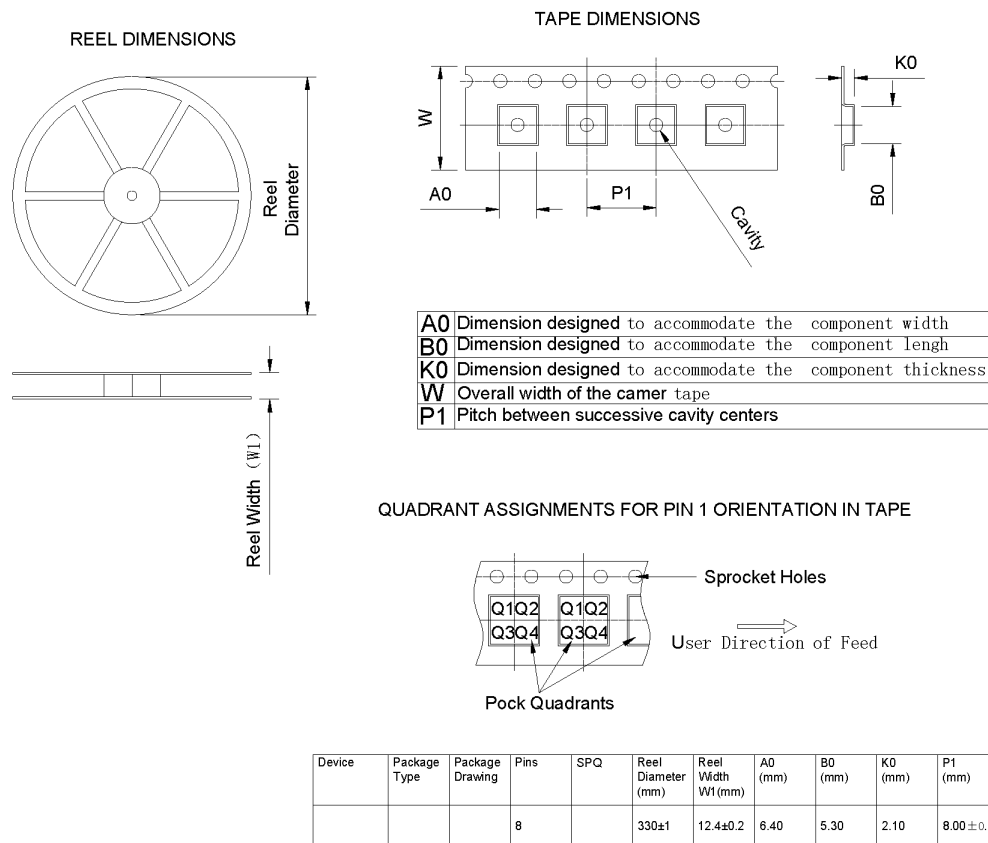 TAPE DIMENSIONS
REEL DIMENSIONS
Reel
Diameter
Reel Width（W1）
W
A0
P1
Cavity
K0
B0
A0 Dimension designed to accommodate the component width
B0 Dimension designed to accommodate the component lengh
K0 Dimension designed to accommodate the component thickness
W Overall width of the camer tape
P1 Pitch between successive cavity centers
QUADRANT ASSIGNMENTS FOR PIN 1 ORIENTATION IN TAPE
Sprocket Holes
Q1Q2 Q1Q2
Q3Q4 Q3Q4
User Direction of Feed
Pock Quadrants
Device Package Package Pins SPQ Reel Reel A0 B0 K0 P1
Type Drawing Diameter Width (mm) (mm) (mm) (mm)
(mm) W1(mm)
8 330±1 12.4±0.2 6.40 5.30 2.10 8.00±0.